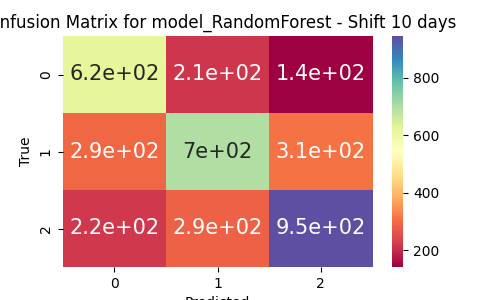 nfusion Matrix for model_RandomForest - Shift 10 days
0 6.2e+02 2.1e+02 1.4e+02
1 2.9e+02 7e+02 3.1e+02
2 2.2e+02 2.9e+02 9.5e+02
True
0 1 2
Predicted
800
600
400
200